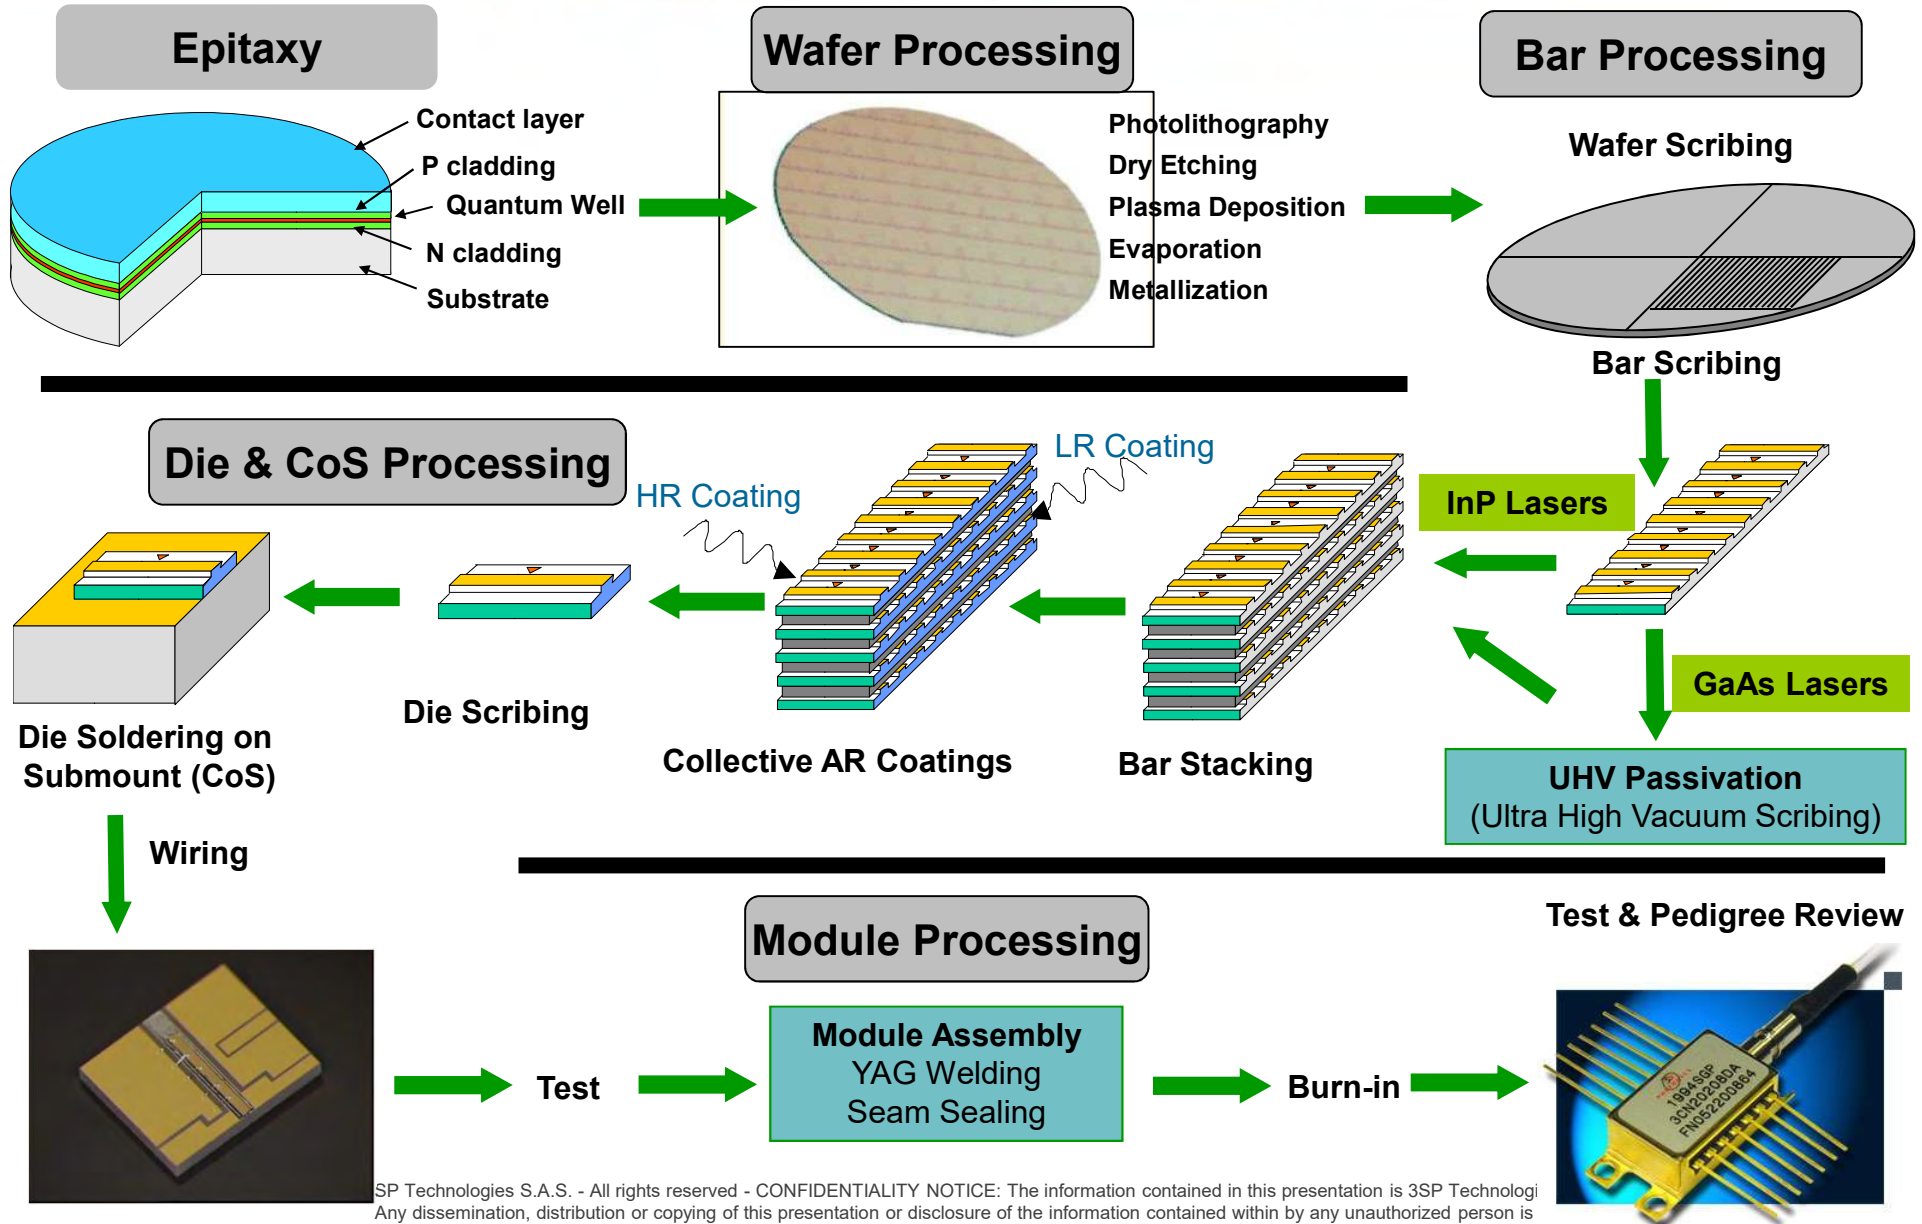 Epitaxy
Contact layer
P cladding
Quantum Well
N cladding
Substrate
Wafer Processing
Photolithography
Dry Etching
Plasma Deposition
Evaporation
Metallization
Bar Processing
Wafer Scribing
Bar Scribing
InP Lasers
GaAs Lasers
UHV Passivation
(Ultra High Vacuum Scribing)
Bar Stacking
LR Coating
HR Coating
Collective AR Coatings
Die & CoS Processing
Die Scribing
Die Soldering on
Submount (CoS)
Wiring
Module Processing
Test
Module Assembly
YAG Welding
Seam Sealing
Burn-in
Test & Pedigree Review
1994SGP
3CN20208DA
FN05220864
SP Technologies S.A.S. - All rights reserved - CONFIDENTIALITY NOTICE: The information contained in this presentation is 3SP Technologi
Any dissemination, distribution or copying of this presentation or disclosure of the information contained within by any unauthorized person is